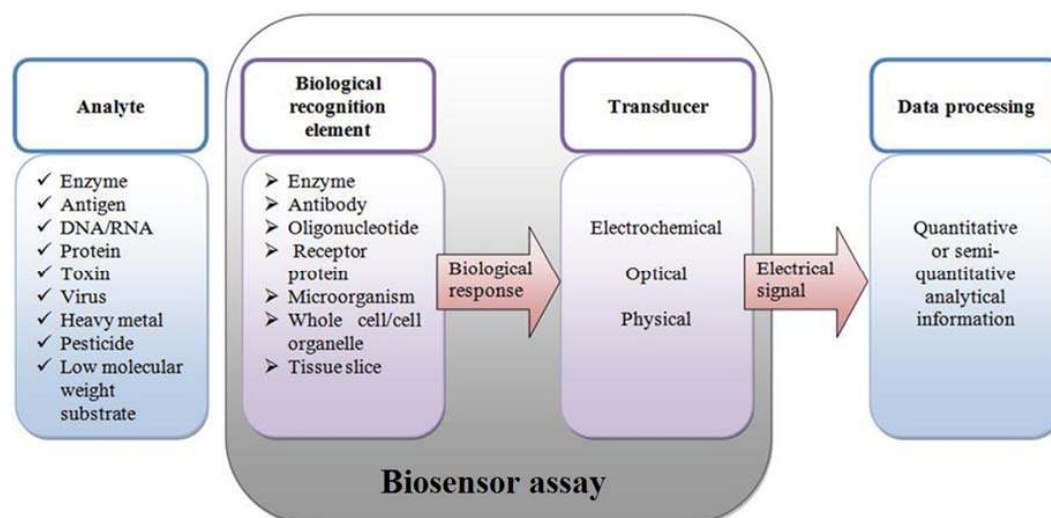 Analyte
✓ Enzyme
✓ Antigen
✓ DNA/RNA
✓ Protein
✓ Toxin
✓ Virus
✓ Heavy metal
✓ Pesticide
✓ Low molecular
weight
substrate
Biological
recognition
element
➢ Enzyme
➢ Antibody
➢ Oligonucleotide
➢ Receptor
protein
➢ Microorganism
➢ Whole cell/cell
organelle
➢ Tissue slice
Biological
response
Transducer
Electrochemical
Optical
Physical
Electrical
signal
Data processing
Quantitative
or semi-
quantitative
analytical
information
Biosensor assay